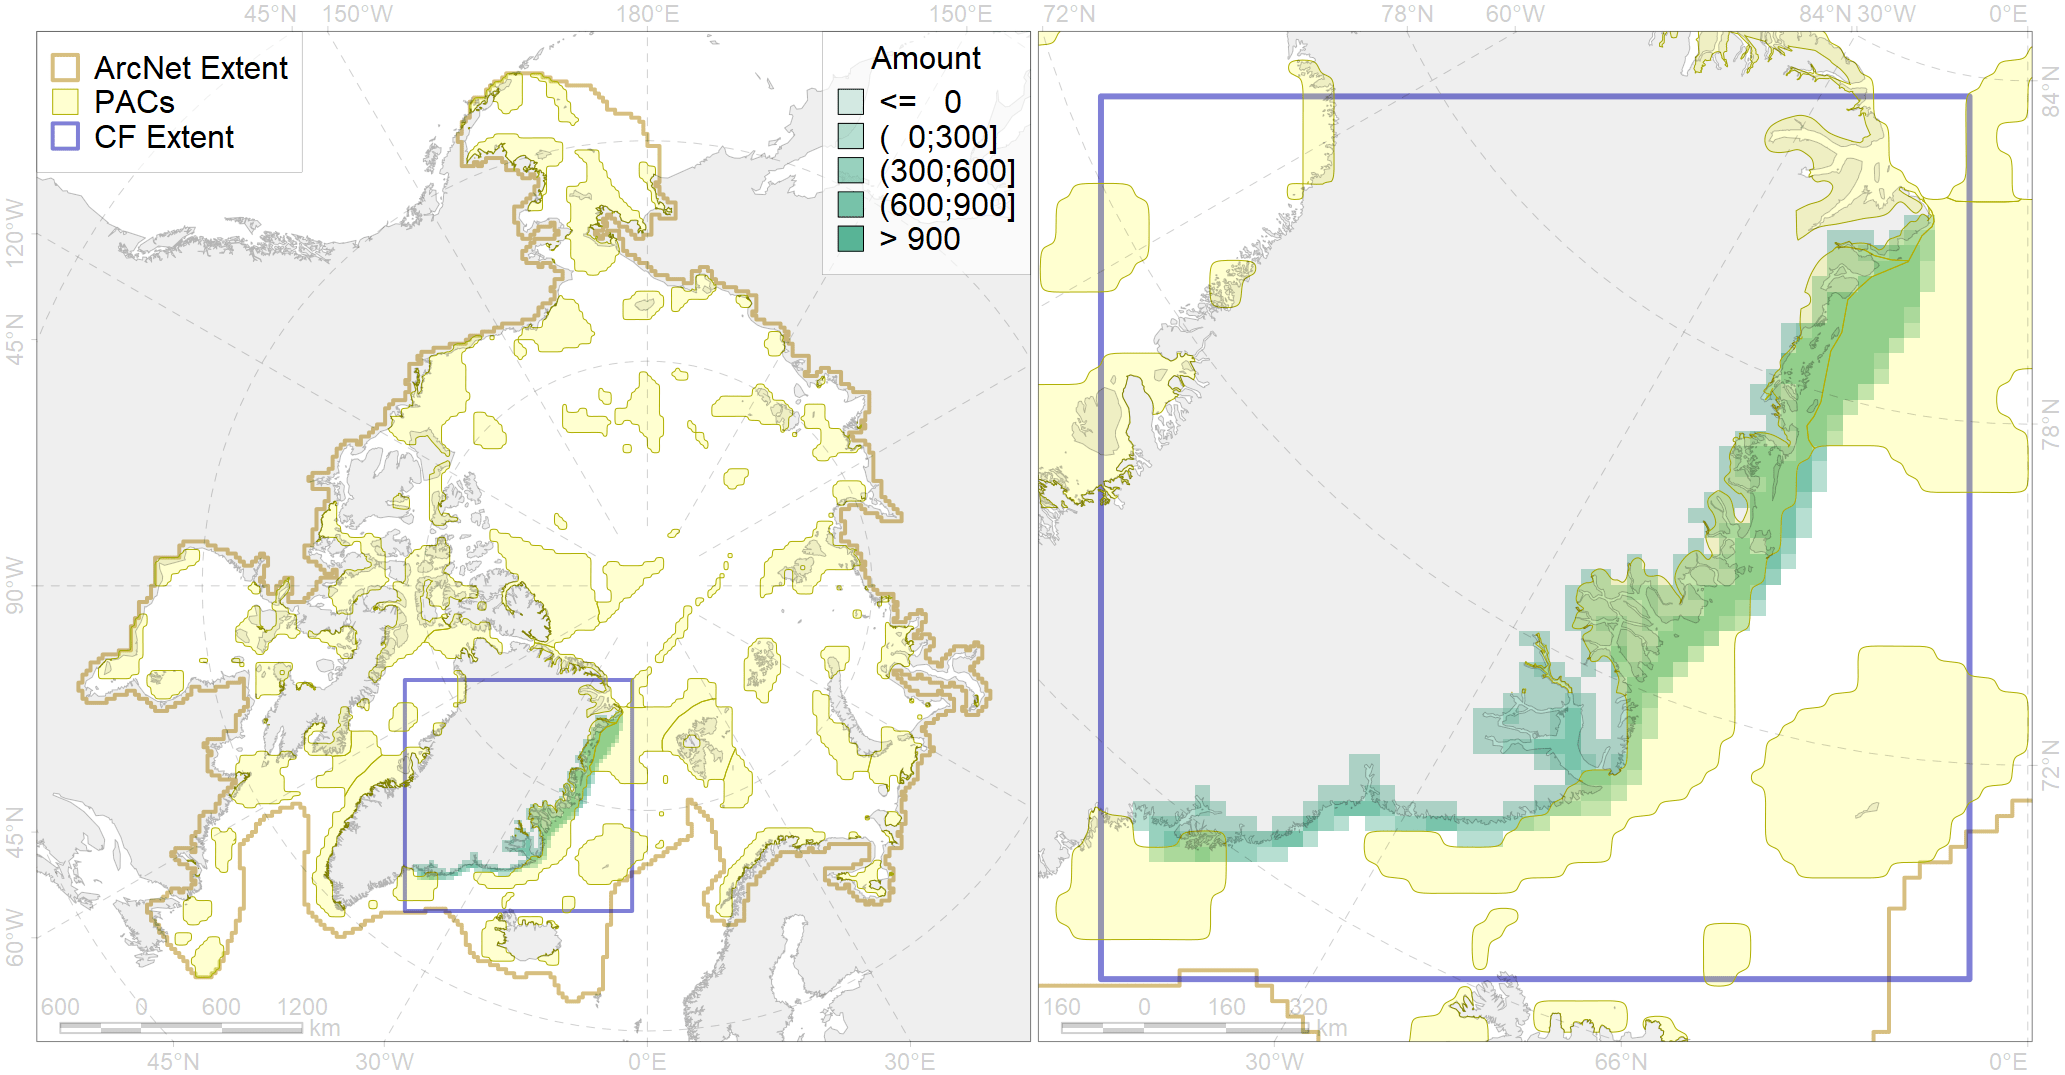 45°N 150°W 180°E 150°E 72°N 78°N 60°W 84°N 30°W 0°E
ArcNet Extent
PACs
CF Extent
Amount
<= 0
( 0;300]
(300;600]
(600;900]
> 900
120°W
45°N
90°W
45°N
60°W
84°N
78°N
72°N
600 0 600 1200
km
160 0 160 320
km
45°N 30°W 0°E 30°E 30°W 66°N 0°E